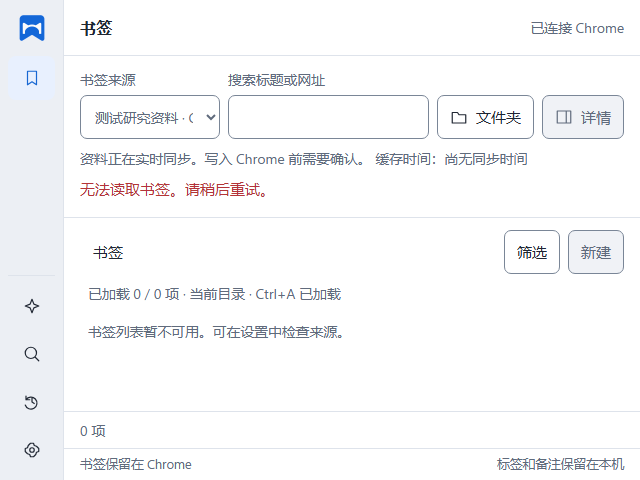 书签
已连接 Chrome
书签来源
搜索标题或网址
测试研究资料 ·
文件夹
详情
资料正在实时同步。写入 Chrome 前需要确认。 缓存时间：尚无同步时间
无法读取书签。请稍后重试。
书签
筛选
新建
已加载 0 / 0 项 · 当前目录 · Ctrl+A 已加载
书签列表暂不可用。可在设置中检查来源。
0 项
书签保留在 Chrome
标签和备注保留在本机